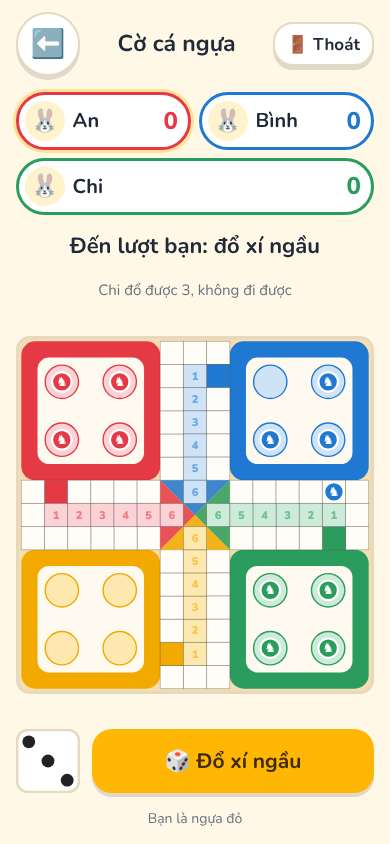 Cờ cá ngựa
Thoát
An 0
Bình 0
Chi 0
Đến lượt bạn: đổ xí ngầu
Chi đổ được 3, không đi được
1
2
3
4
5
6
1 2 3 4 5 6
6 5 4 3 2 1
6
5
4
3
2
1
Đổ xí ngầu
Bạn là ngựa đỏ